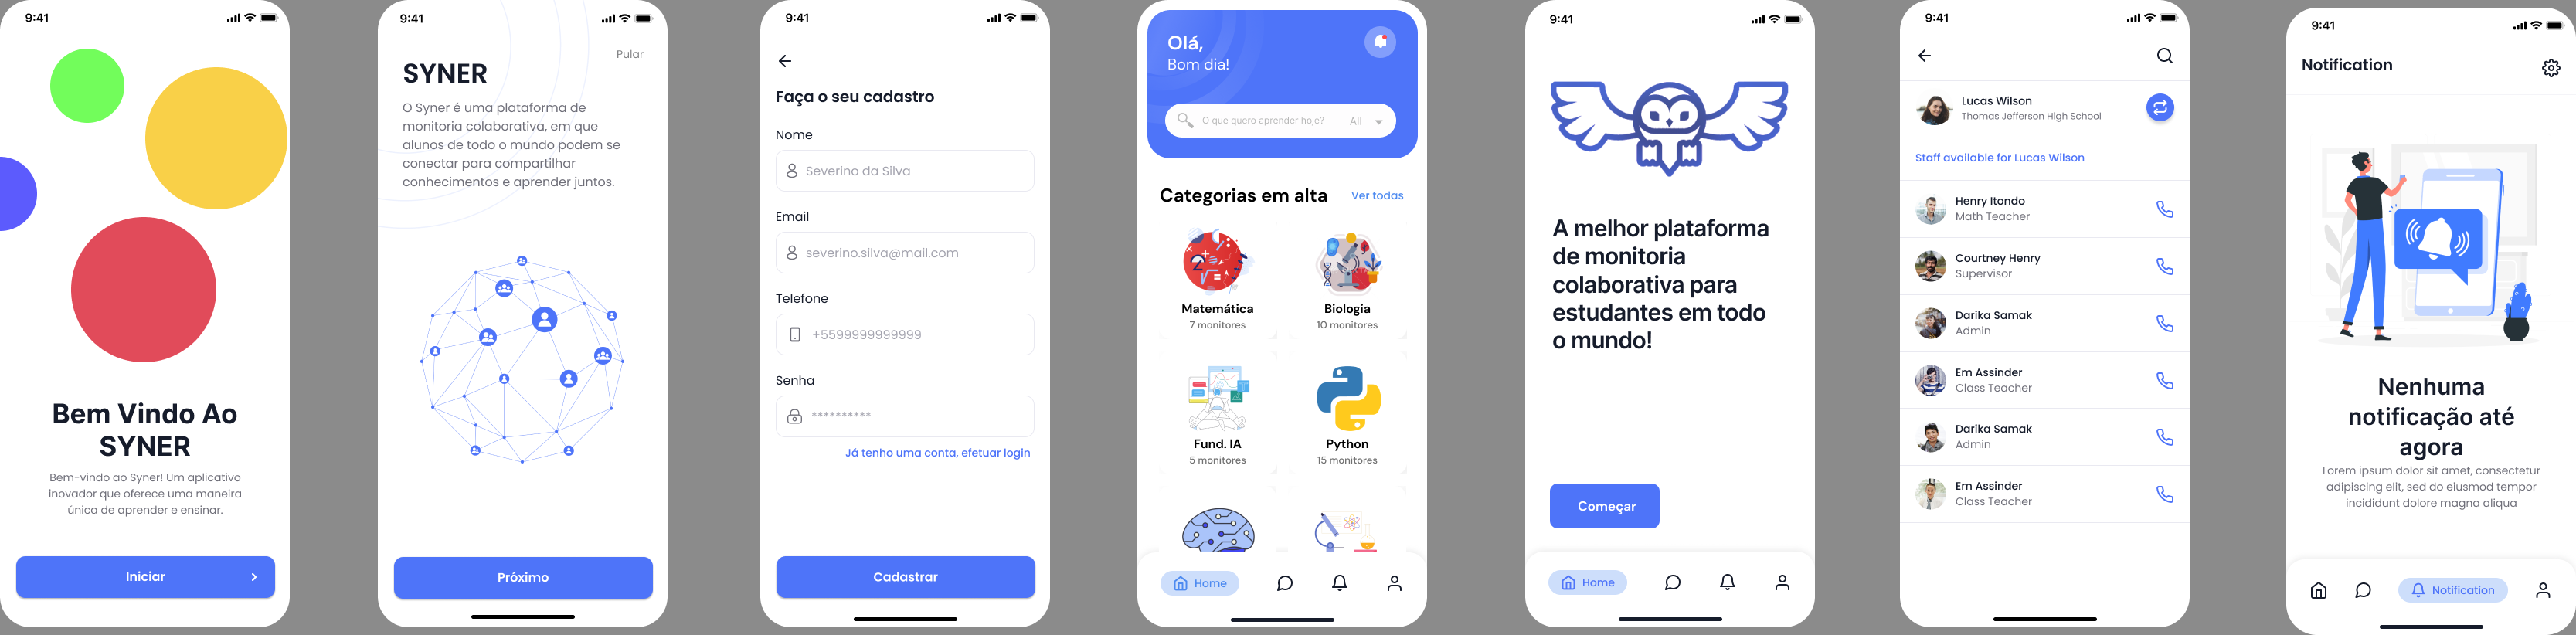 9:41
Bem Vindo Ao
SYNER
Bem-vindo ao Syner! Um aplicativo
inovador que oferece uma maneira
única de aprender e ensinar.
Iniciar
9:41
Pular
SYNER
O Syner é uma plataforma de
monitoria colaborativa, em que
alunos de todo o mundo podem se
conectar para compartilhar
conhecimentos e aprender juntos.
Próximo
9:41
Faça o seu cadastro
Nome
Severino da Silva
Email
severino.silva@mail.com
Telefone
+5599999999999
Senha
**********
Já tenho uma conta, efetuar login
Cadastrar
Olá,
Bom dia!
O que quero aprender hoje? All
Categorias em alta Ver todas
Matemática
7 monitores
Biologia
10 monitores
Fund. IA
5 monitores
Python
15 monitores
Home
9:41
A melhor plataforma
de monitoria
colaborativa para
estudantes em todo
o mundo!
Começar
Home
9:41
Lucas Wilson
Thomas Jefferson High School
Staff available for Lucas Wilson
Henry Itondo
Math Teacher
Courtney Henry
Supervisor
Darika Samak
Admin
Em Assinder
Class Teacher
Darika Samak
Admin
Em Assinder
Class Teacher
9:41
Notification
Nenhuma
notificação até
agora
Lorem ipsum dolor sit amet, consectetur
adipiscing elit, sed do eiusmod tempor
incididunt dolore magna aliqua
Notification